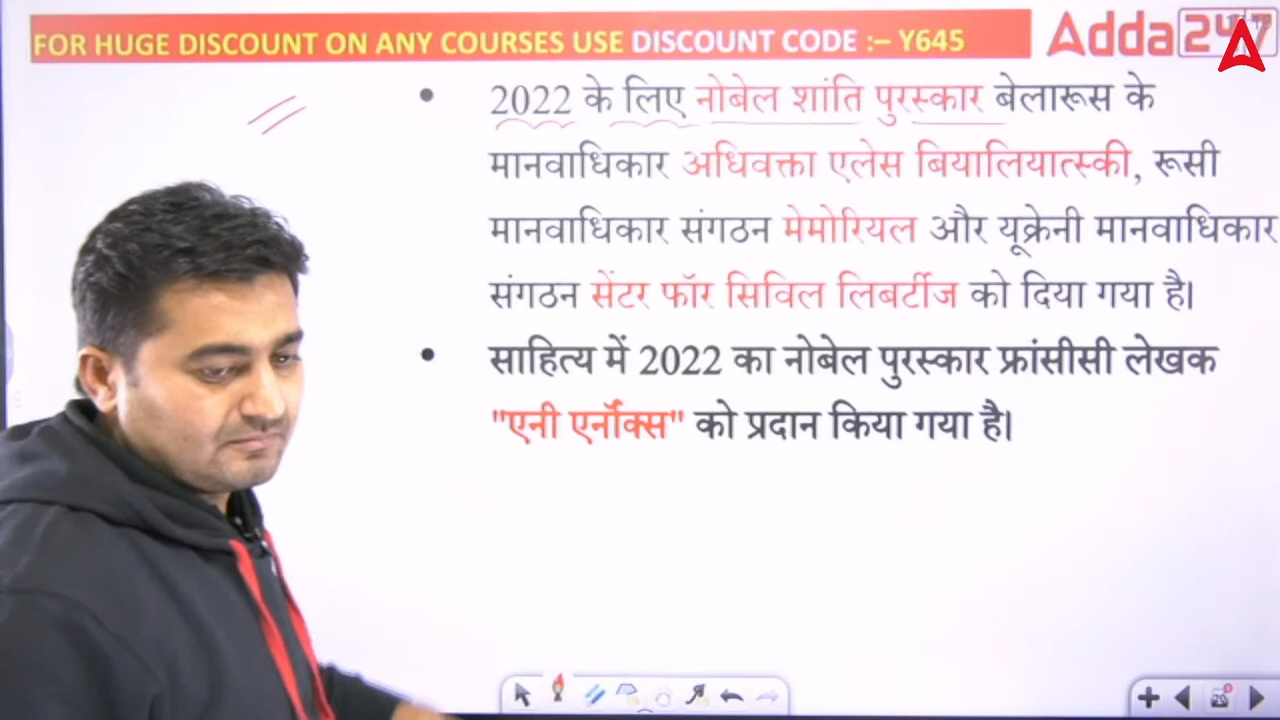 FOR HUGE DISCOUNT ON ANY COURSES USE DISCOUNT CODE :– Y645
Adda247
2022 के लिए नोबेल शांति पुरस्कार बेलारूस के
मानवाधिकार अधिवक्ता एलेस बियालियात्स्की, रूसी
मानवाधिकार संगठन मेमोरियल और यूक्रेनी मानवाधिकार
संगठन सेंटर फॉर सिविल लिबर्टीज को दिया गया है।
साहित्य में 2022 का नोबेल पुरस्कार फ्रांसीसी लेखक
"एनी एर्नॉक्स" को प्रदान किया गया है।